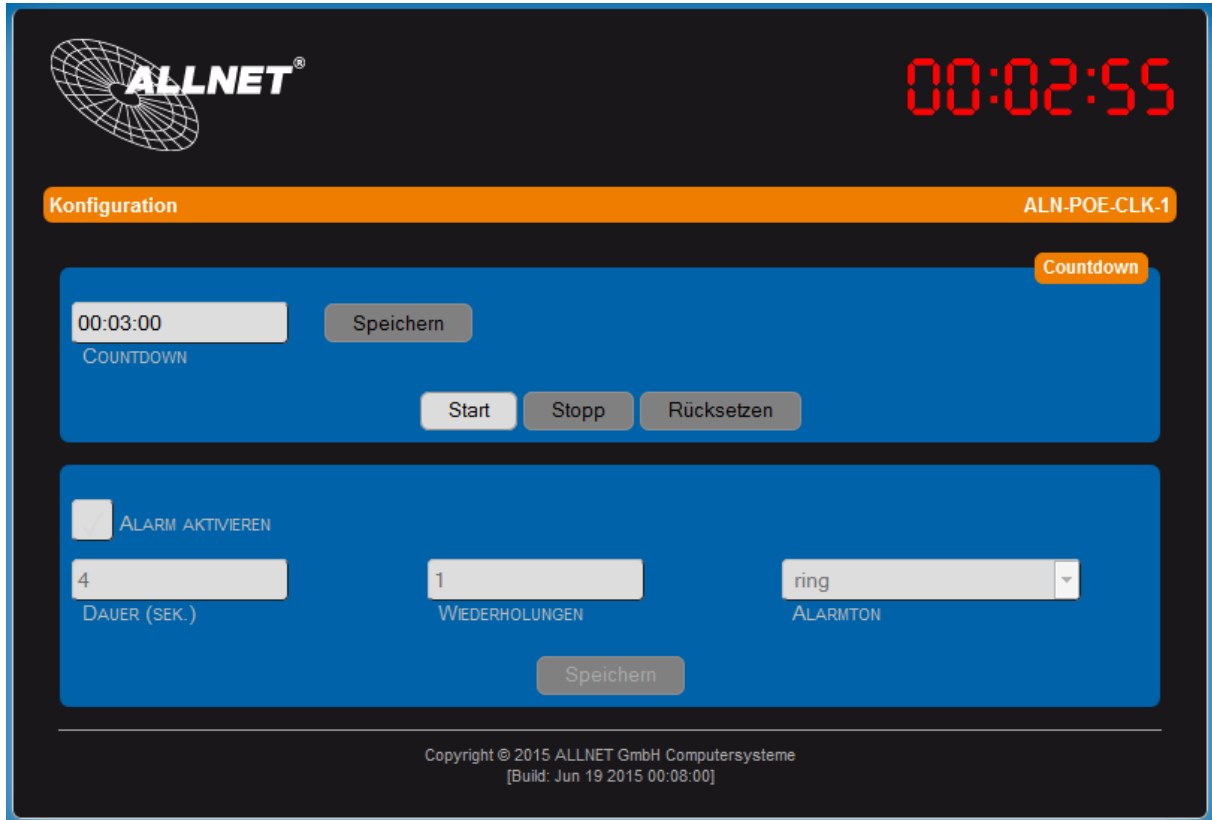 ALLNET®
00:02:55
Konfiguration ALN-POE-CLK-1
Countdown
00:03:00 Speichern
COUNTDOWN
Start Stopp Rücksetzen
ALARM AKTIVIEREN
4 1 ring
DAUER (SEK.) WIEDERHOLUNGEN ALARMTON
Speichern
Copyright © 2015 ALLNET GmbH Computersysteme
[Build: Jun 19 2015 00:08:00]